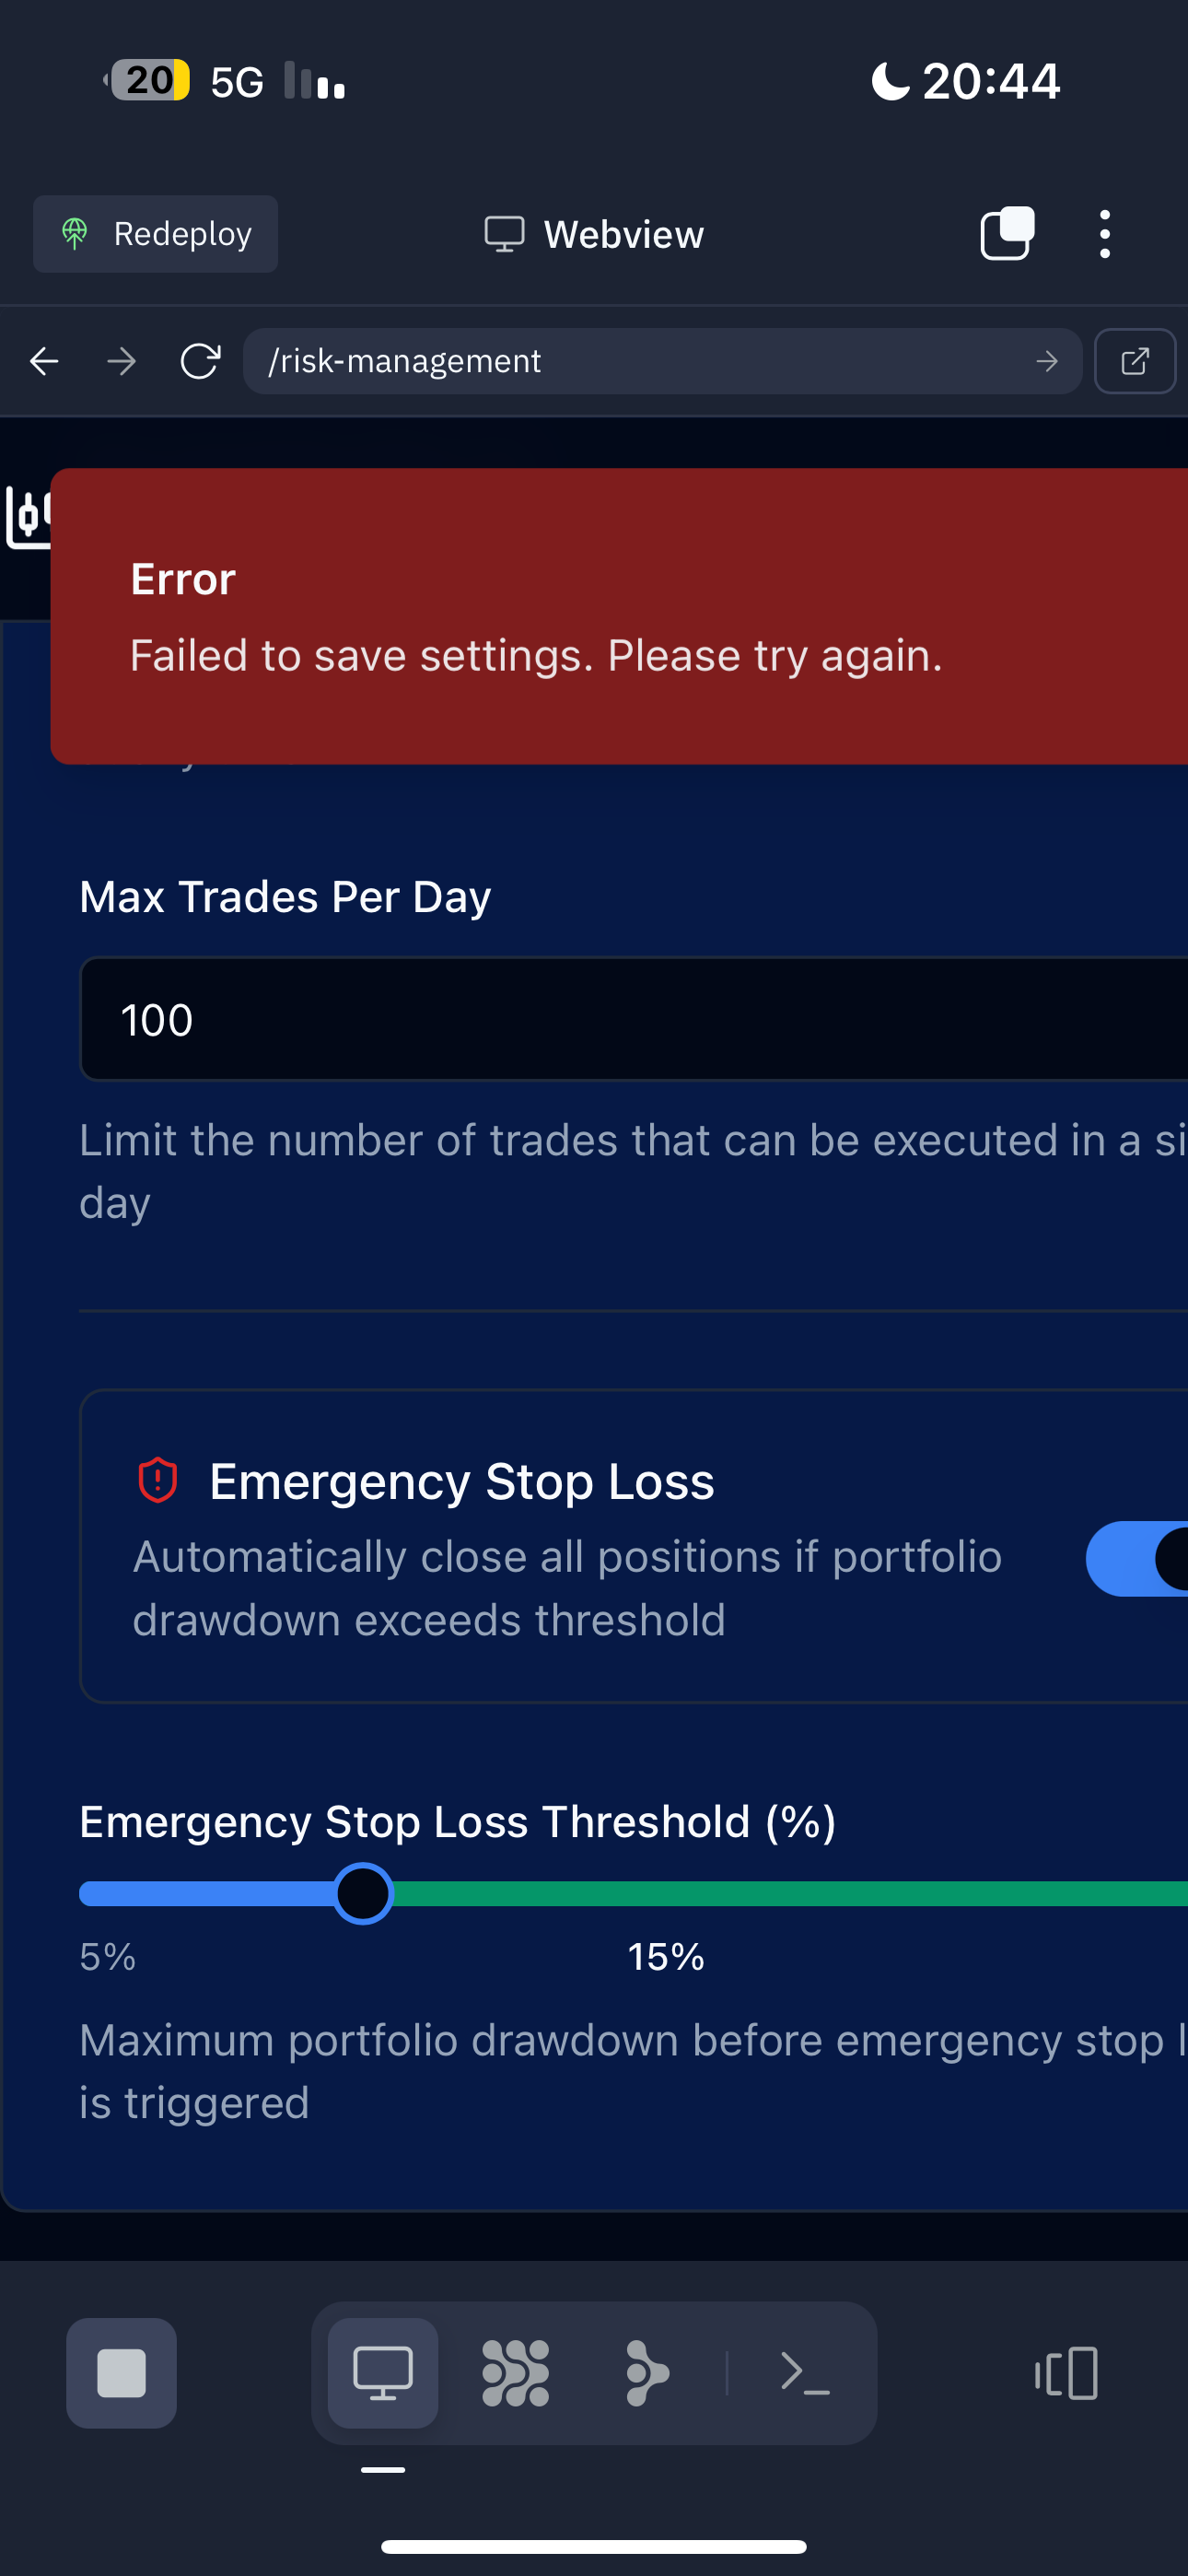 20 5G 20:44
Redeploy Webview
/risk-management
Error
Failed to save settings. Please try again.
Max Trades Per Day
100
Limit the number of trades that can be executed in a si
day
Emergency Stop Loss
Automatically close all positions if portfolio
drawdown exceeds threshold
Emergency Stop Loss Threshold (%)
5% 15%
Maximum portfolio drawdown before emergency stop l
is triggered